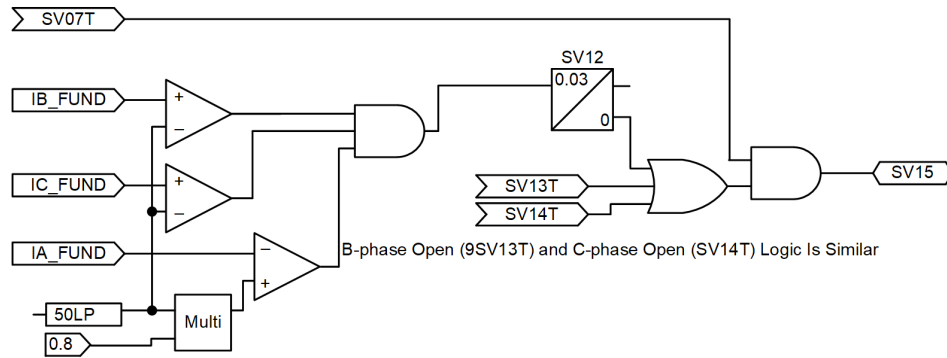 SV07T
SV12
IB_FUND
+
−
0.03
0
IC_FUND
+
−
SV13T
SV14T
SV15
IA_FUND
−
+
B-phase Open (9SV13T) and C-phase Open (SV14T) Logic Is Similar
50LP
Multi
0.8